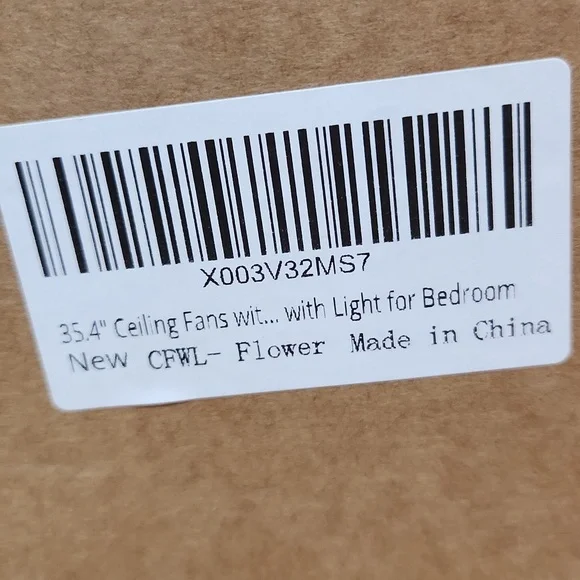 X003V32MS7
35.4" Ceiling Fans wit... with Light for Bedroom
New CFWL- Flower Made in China